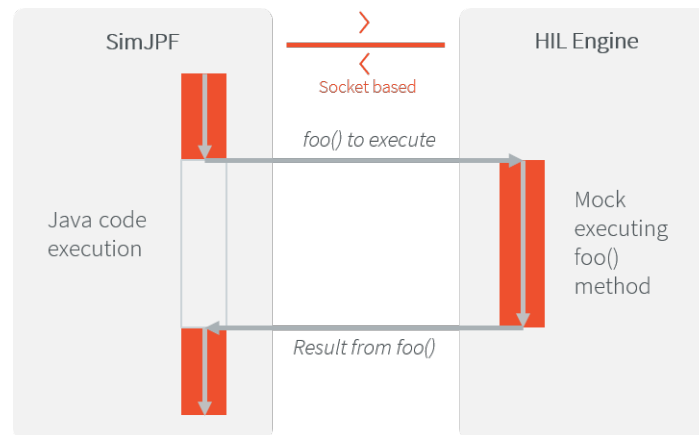 SimJPF
HIL Engine
Socket based
foo() to execute
Java code
execution
Mock
executing
foo()
method
Result from foo()